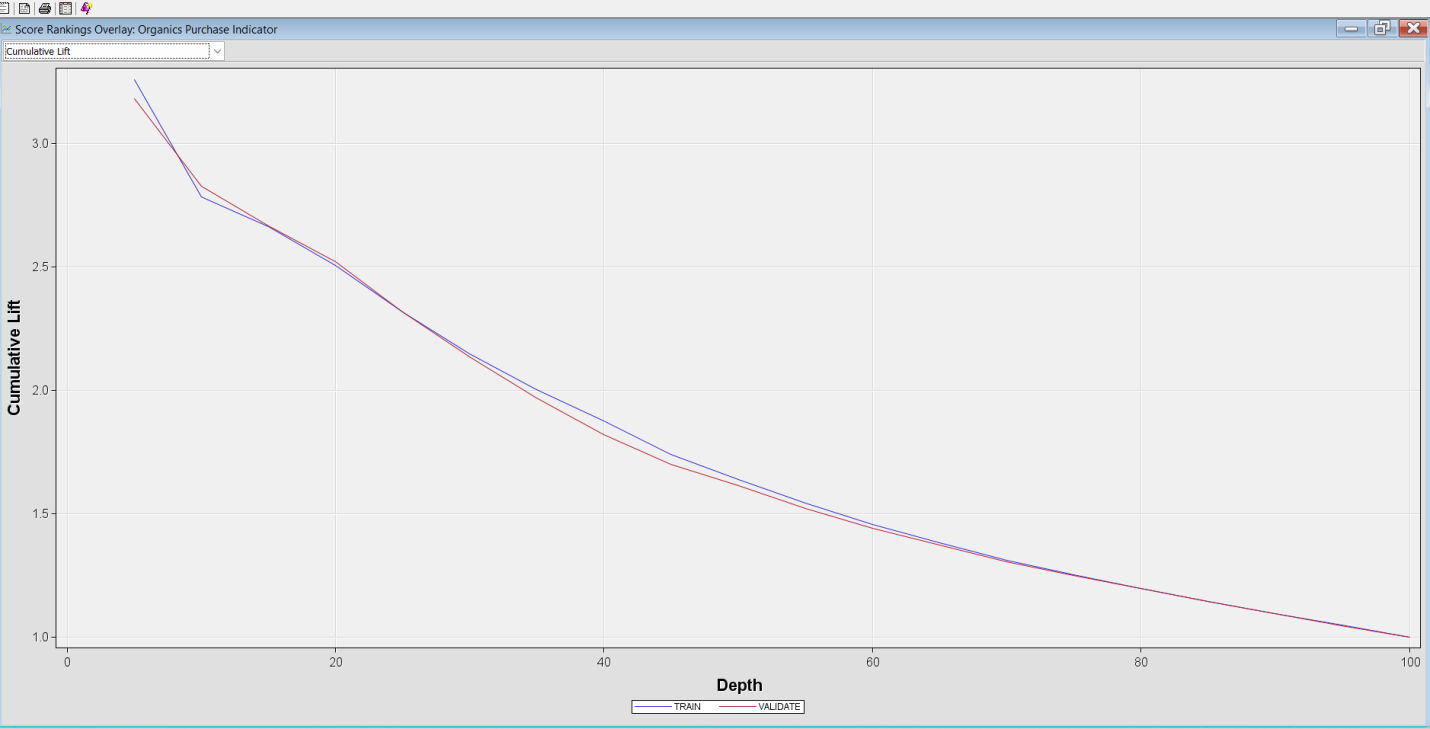 Score Rankings Overlay: Organics Purchase Indicator
Cumulative Lift
Cumulative Lift
3.0
2.5
2.0
1.5
1.0
0 20 40 60 80 100
Depth
TRAIN VALIDATE